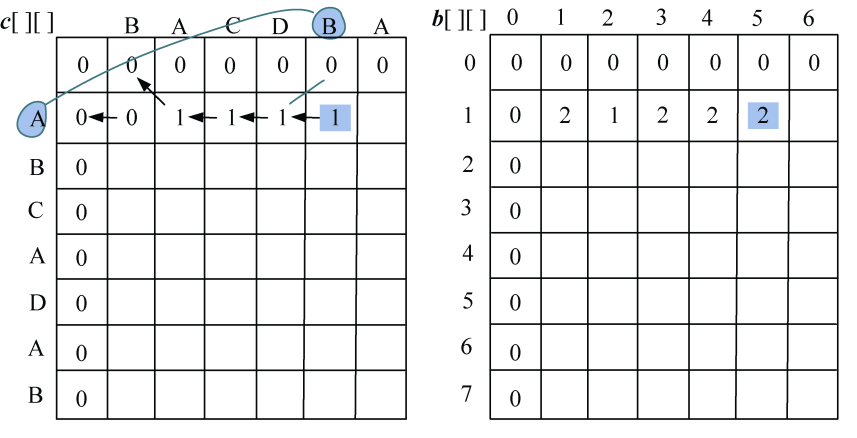 c[ ][ ] B A C D B A
0 0 0 0 0 0 0
A 0 0 1 1 1 1
B 0
C 0
A 0
D 0
A 0
B 0
b[ ][ ] 0 1 2 3 4 5 6
0 0 0 0 0 0 0 0
1 0 2 1 2 2 2
2 0
3 0
4 0
5 0
6 0
7 0